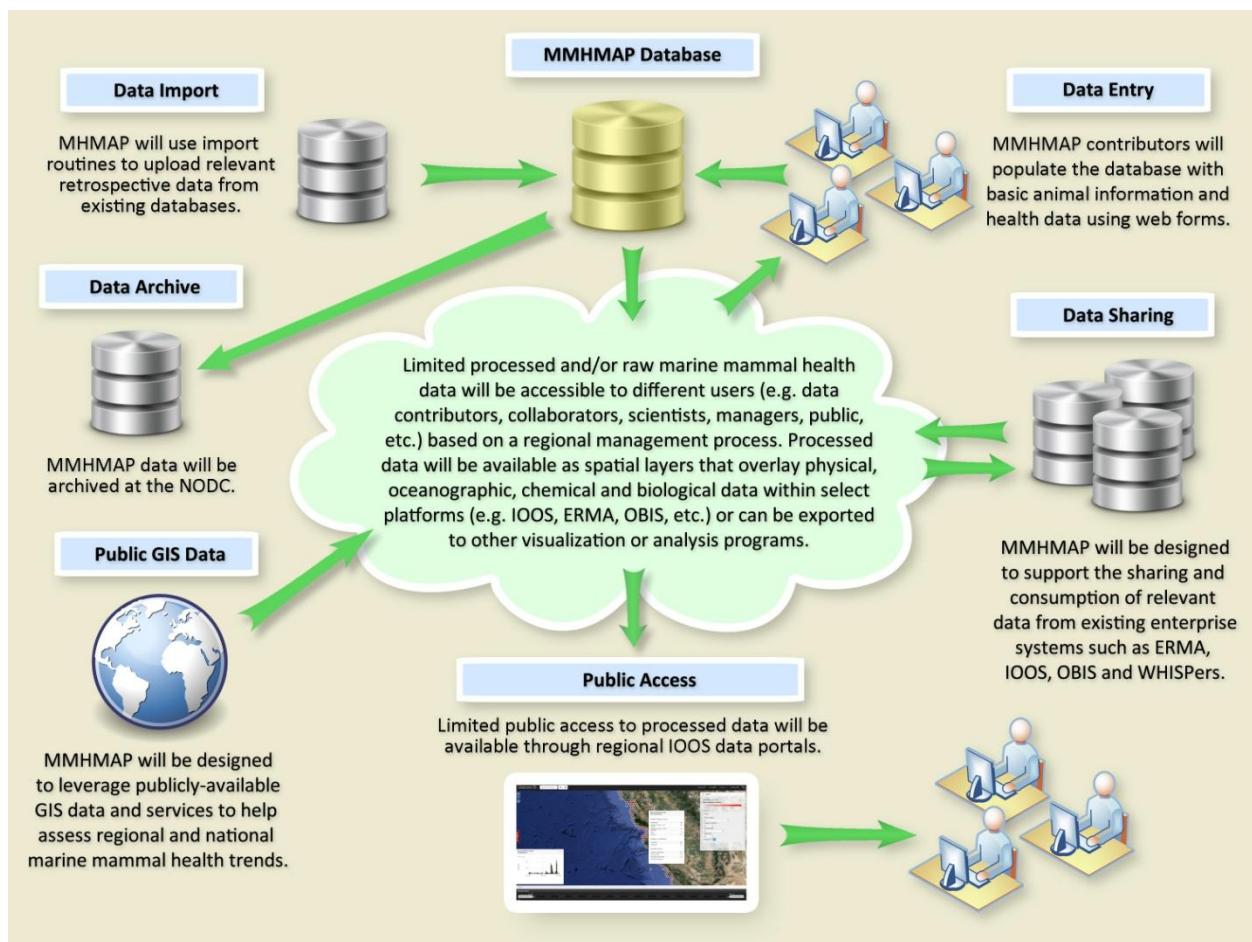 MMHMAP Database
Data Import
MHMAP will use import
routines to upload relevant
retrospective data from
existing databases.
Data Entry
MMHMAP contributors will
populate the database with
basic animal information and
health data using web forms.
Data Archive
MMHMAP data will be
archived at the NODC.
Limited processed and/or raw marine mammal health
data will be accessible to different users (e.g. data
contributors, collaborators, scientists, managers, public,
etc.) based on a regional management process. Processed
data will be available as spatial layers that overlay physical,
oceanographic, chemical and biological data within select
platforms (e.g. IOOS, ERMA, OBIS, etc.) or can be exported
to other visualization or analysis programs.
Data Sharing
MMHMAP will be designed
to support the sharing and
consumption of relevant
data from existing enterprise
systems such as ERMA,
IOOS, OBIS and WHISPers.
Public GIS Data
MMHMAP will be designed
to leverage publicly-available
GIS data and services to help
assess regional and national
marine mammal health trends.
Public Access
Limited public access to processed data will be
available through regional IOOS data portals.